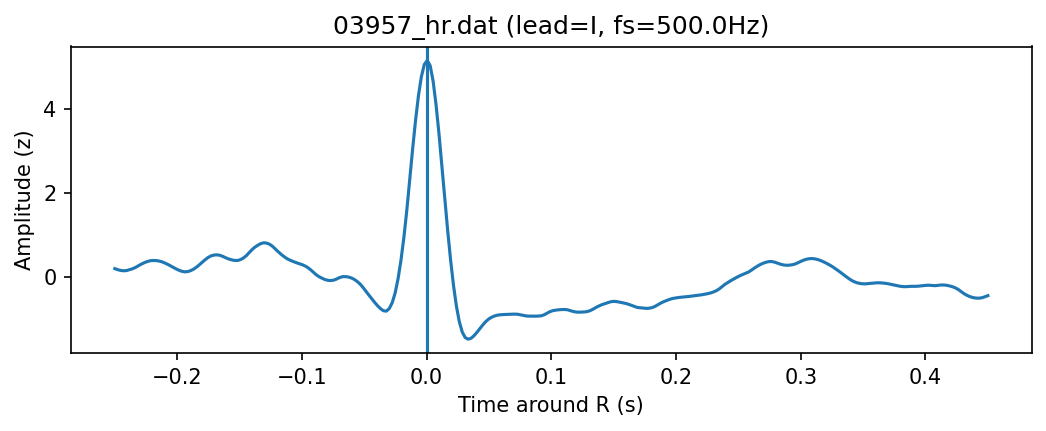 03957_hr.dat (lead=I, fs=500.0Hz)
Amplitude (z)
4
2
0
−0.2 −0.1 0.0 0.1 0.2 0.3 0.4
Time around R (s)